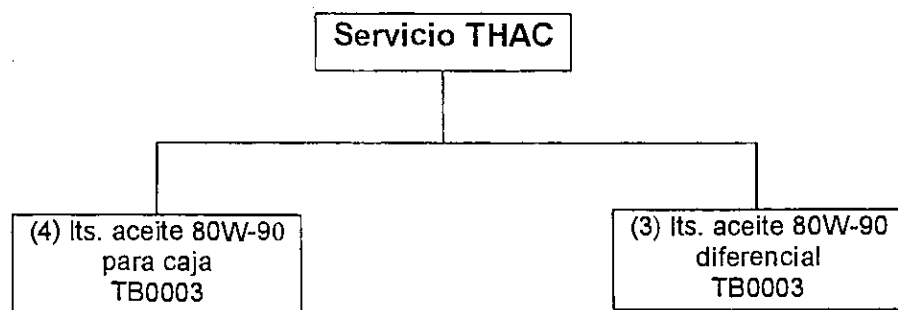 Servicio THAC
(4) lts. aceite 80W-90
para caja
TB0003
(3) lts. aceite 80W-90
diferencial
TB0003